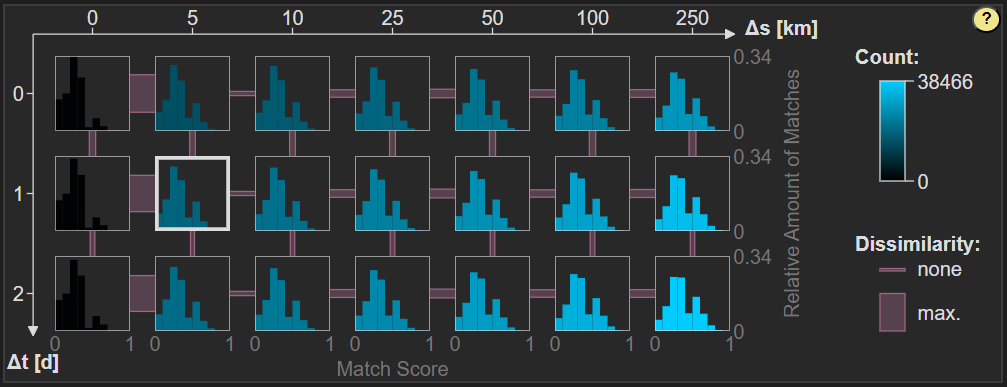 0 5 10 25 50 100 250 Δs [km]
?
Count:
38466
0
0 0.34
0
1 0.34
0
2 0.34
0
Relative Amount of Matches
Dissimilarity:
none
max.
0 1 0 1 0 1 0 1 0 1 0 1 0 1
Δt [d]
Match Score